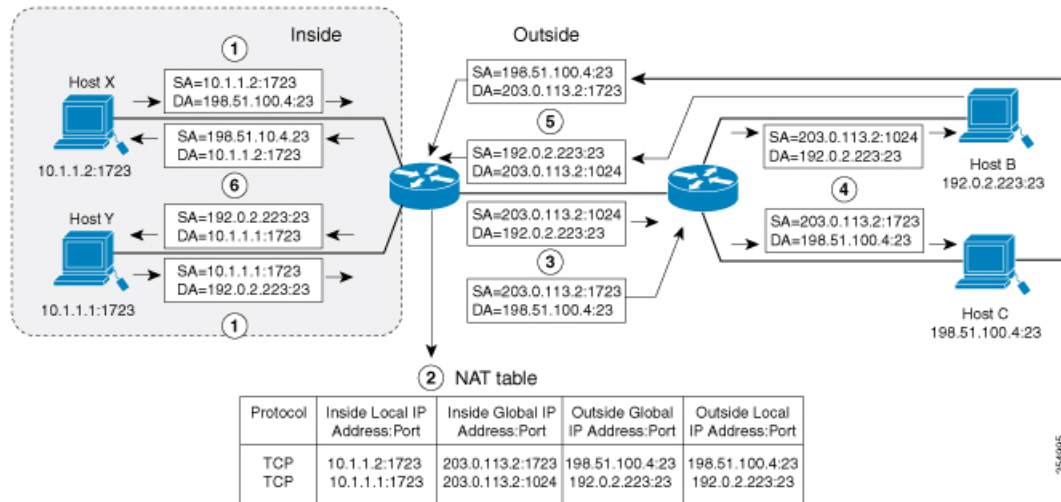 Inside
Outside
1
Host X
SA=10.1.1.2:1723
DA=198.51.100.4:23
SA=198.51.10.4.23
DA=10.1.1.2:1723
10.1.1.2:1723
6
Host Y
SA=192.0.2.223:23
DA=10.1.1.1:1723
SA=10.1.1.1:1723
DA=192.0.2.223:23
10.1.1.1:1723
1
SA=198.51.100.4:23
DA=203.0.113.2:1723
5
SA=192.0.2.223:23
DA=203.0.113.2:1024
SA=203.0.113.2:1024
DA=192.0.2.223:23
3
SA=203.0.113.2:1723
DA=198.51.100.4:23
SA=203.0.113.2:1024
DA=192.0.2.223:23
4
SA=203.0.113.2:1723
DA=198.51.100.4:23
Host B
192.0.2.223:23
Host C
198.51.100.4:23
2 NAT table
Protocol Inside Local IP Address:Port Inside Global IP Address:Port Outside Global IP Address:Port Outside Local IP Address:Port
TCP 10.1.1.2:1723 203.0.113.2:1723 198.51.100.4:23 198.51.100.4:23
TCP 10.1.1.1:1723 203.0.113.2:1024 192.0.2.223:23 192.0.2.223:23